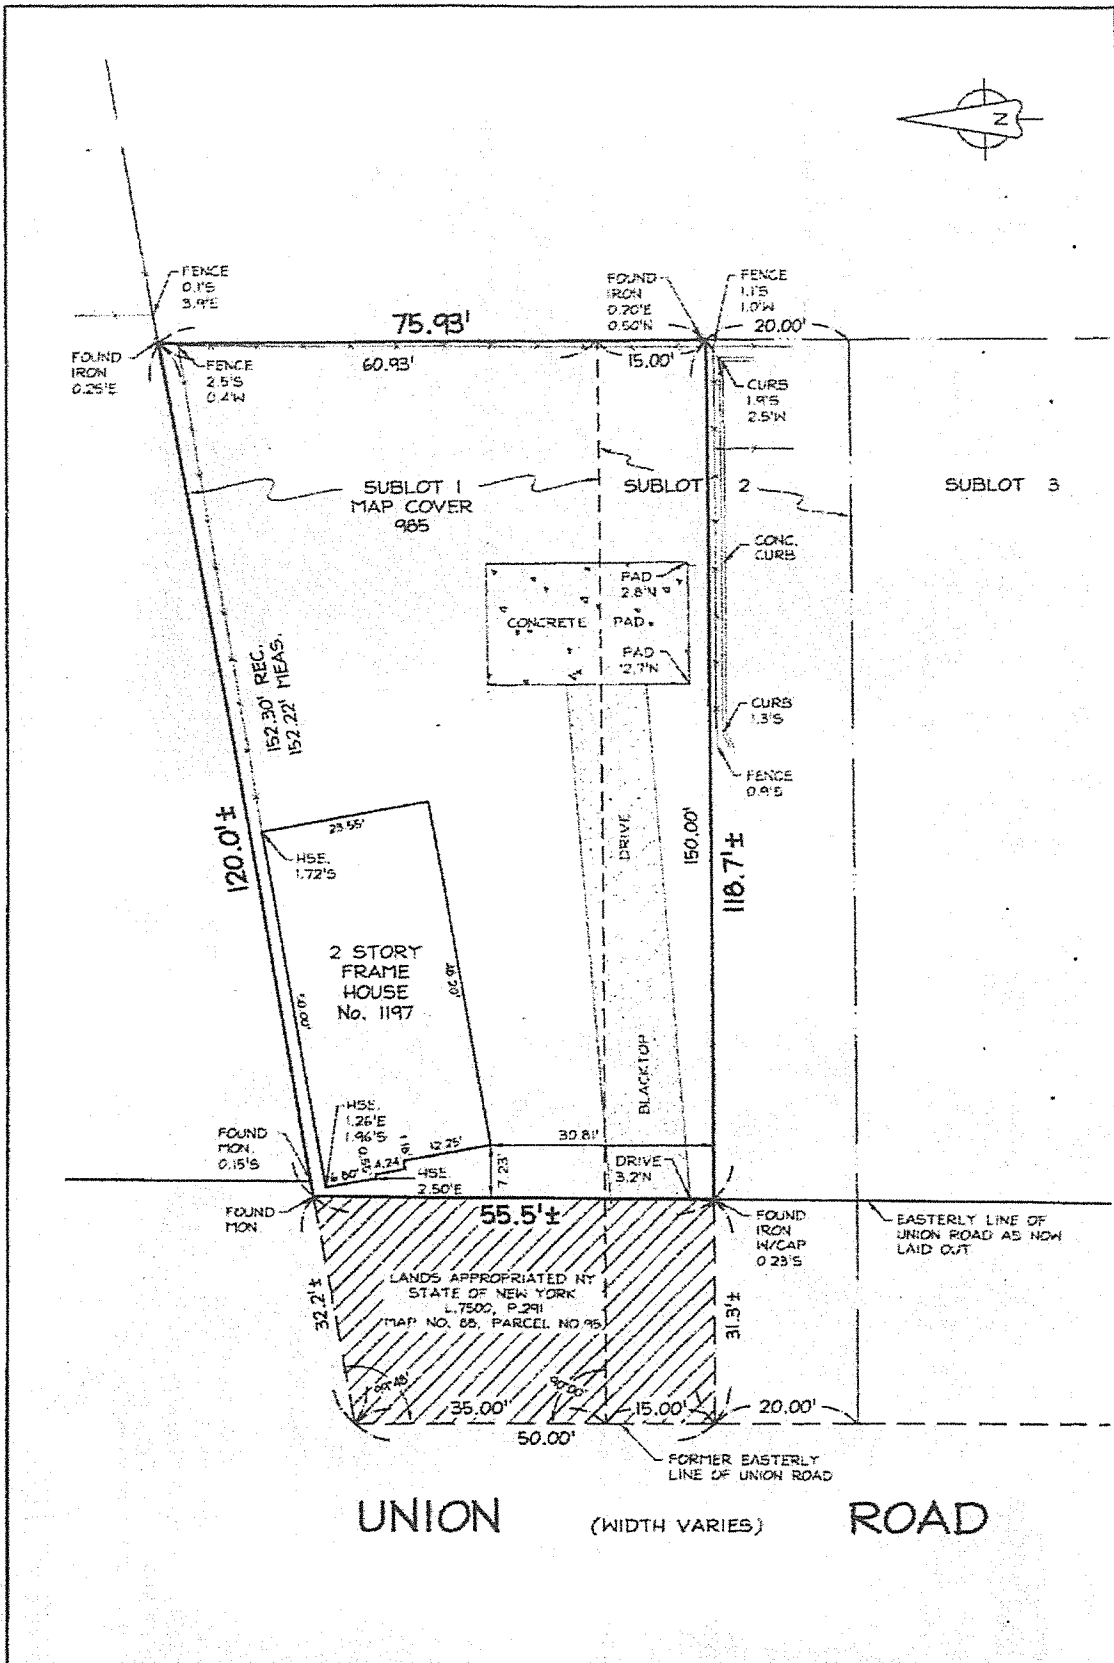 N
FENCE
0.1'S
3.9'E
FOUND
IRON
0.70'E
0.50'N
FENCE
1.1'S
1.0'W
75.93'
20.00'
FOUND
IRON
0.25'E
FENCE
2.5'S
0.4'W
60.93'
15.00'
CURB
1.9'S
2.5'W
SUBLOT 1
MAP COVER
985
SUBLOT 2
SUBLOT 3
CONC.
CURB
PAD
2.8'N
CONCRETE PAD
PAD
2.7'N
152.30' REC.
152.22' MEAS.
CURB
1.3'S
FENCE
0.9'S
120.0'±
23.55'
HSE.
1.72'S
DRIVE
150.00'
118.7'±
2 STORY
FRAME
HOUSE
No. 1197
BLACKTOP
HSE.
1.26'E
1.96'S
FOUND
MON.
0.15'S
4.24'
12.25'
30.81'
HSE
2.50'E
7.23'
DRIVE
3.2'N
FOUND
MON.
55.5'±
FOUND
IRON
W/CAP
0.23'S
EASTERLY LINE OF
UNION ROAD AS NOW
LAID OUT
LANDS APPROPRIATED NY
STATE OF NEW YORK
L.7500, P.291
MAP NO. 88, PARCEL NO 95
32.2'±
31.3'±
90°00'
35.00'
15.00'
20.00'
50.00'
FORMER EASTERLY
LINE OF UNION ROAD
UNION (WIDTH VARIES) ROAD